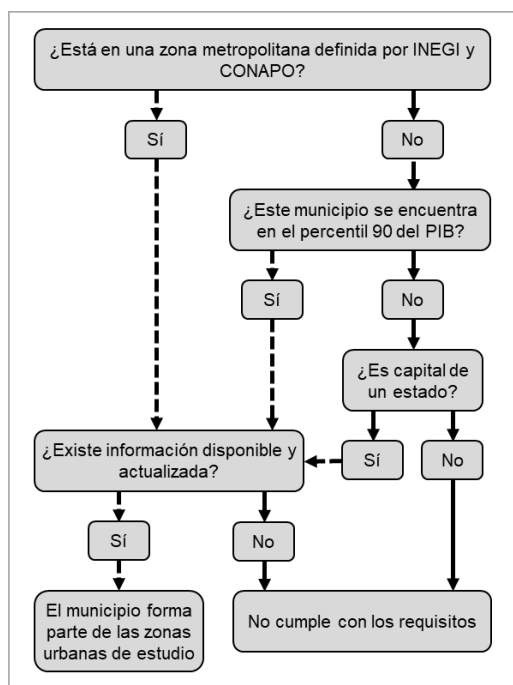 ¿Está en una zona metropolitana definida por INEGI y
CONAPO?
Sí
No
¿Este municipio se encuentra
en el percentil 90 del PIB?
Sí
No
¿Es capital de
un estado?
¿Existe información disponible y
actualizada?
Sí
No
Sí
No
El municipio forma
parte de las zonas
urbanas de estudio
No cumple con los requisitos